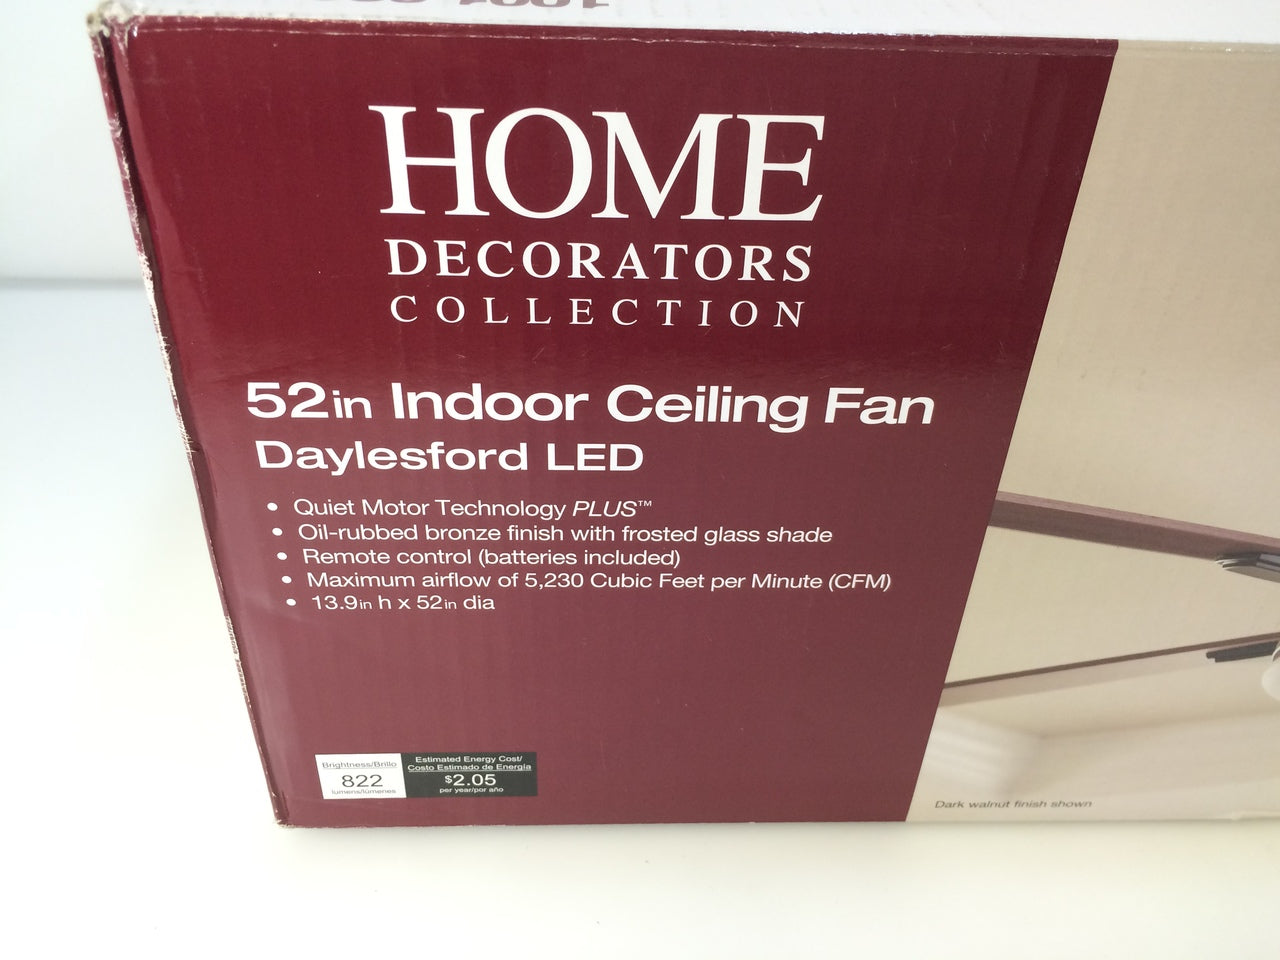 HOME
DECORATORS
COLLECTION
52in Indoor Ceiling Fan
Daylesford LED
• Quiet Motor Technology PLUS™
• Oil-rubbed bronze finish with frosted glass shade
• Remote control (batteries included)
• Maximum airflow of 5,230 Cubic Feet per Minute (CFM)
• 13.9in h x 52in dia
Brightness/Brillo
822
lumens/lúmenes
Estimated Energy Cost/
Costo Estimado de Energía
$2.05
per year/por año
Dark walnut finish shown